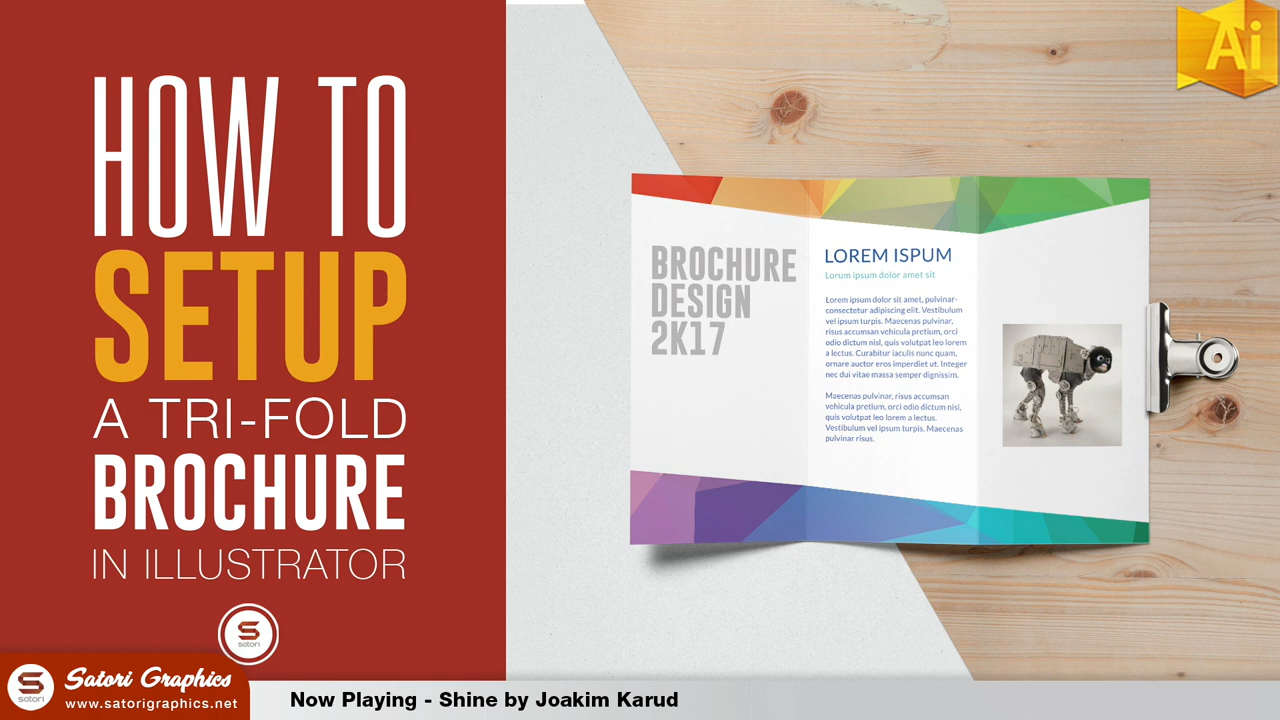 HOW TO
SETUP
A TRI-FOLD
BROCHURE
IN ILLUSTRATOR
S
satori
S
satori
Satori Graphics
www.satorigraphics.net
Now Playing - Shine by Joakim Karud
Ai
BROCHURE
DESIGN
2K17
LOREM ISPUM
Lorum ipsum dolor amet sit
Lorem ipsum dolor sit amet, pulvinar-
consectetur adipiscing elit. Vestibulum
vel ipsum turpis. Maecenas pulvinar,
risus accumsan vehicula pretium, orci
odio dictum nisl, quis volutpat leo lorem
a lectus. Curabitur iaculis nunc quam,
ornare auctor eros imperdiet ut. Integer
nec dui vitae massa semper dignissim.
Maecenas pulvinar, risus accumsan
vehicula pretium, orci odio dictum nisl,
quis volutpat leo lorem a lectus.
Vestibulum vel ipsum turpis. Maecenas
pulvinar risus.